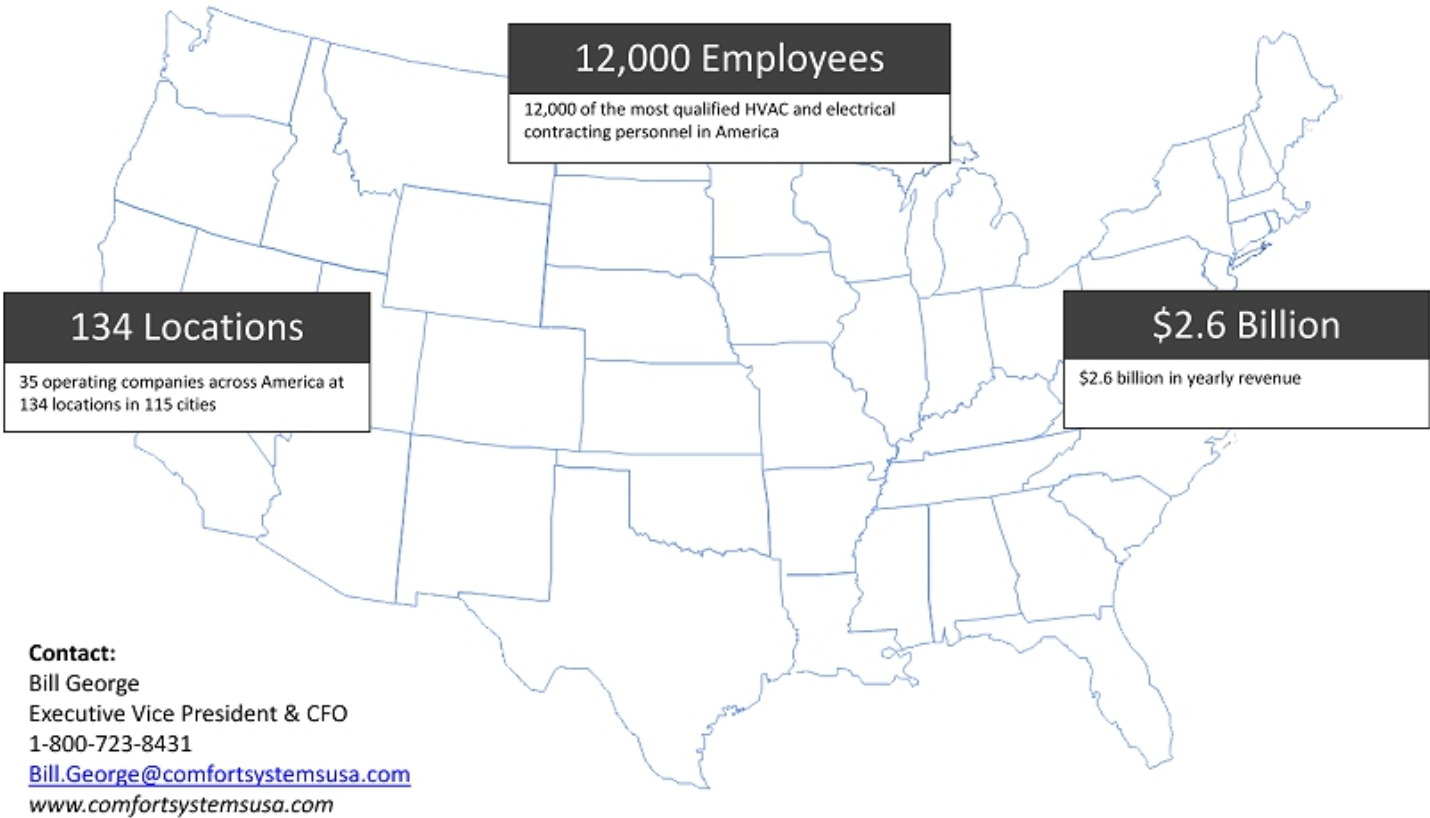 12,000 Employees
12,000 of the most qualified HVAC and electrical
contracting personnel in America
134 Locations
35 operating companies across America at
134 locations in 115 cities
$2.6 Billion
$2.6 billion in yearly revenue
Contact:
Bill George
Executive Vice President & CFO
1-800-723-8431
Bill.George@comfortsystemsusa.com
www.comfortsystemsusa.com